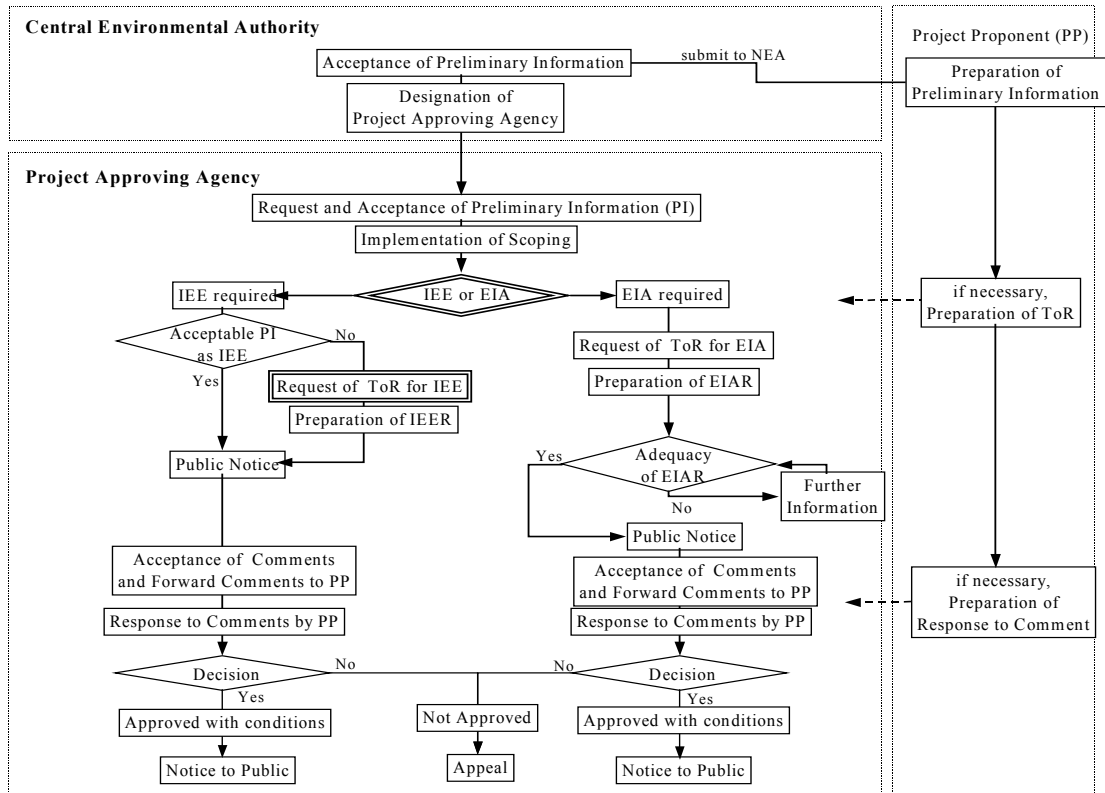 Central Environmental Authority
Project Proponent (PP)
Acceptance of Preliminary Information
submit to NEA
Preparation of
Preliminary Information
Designation of
Project Approving Agency
Project Approving Agency
Request and Acceptance of Preliminary Information (PI)
Implementation of Scoping
IEE required
IEE or EIA
EIA required
if necessary,
Preparation of ToR
Acceptable PI
as IEE
No
Yes
Request of ToR for IEE
Preparation of IEER
Request of ToR for EIA
Preparation of EIAR
Public Notice
Yes
Adequacy
of EIAR
No
Further
Information
Public Notice
Acceptance of Comments
and Forward Comments to PP
Response to Comments by PP
Acceptance of Comments
and Forward Comments to PP
Response to Comments by PP
if necessary,
Preparation of
Response to Comment
Decision
No
No
Decision
Yes
Yes
Approved with conditions
Not Approved
Approved with conditions
Notice to Public
Appeal
Notice to Public